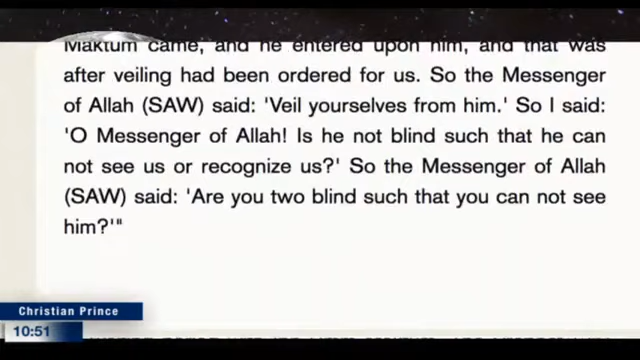 Maktum came, and he entered upon him, and that was
after veiling had been ordered for us. So the Messenger
of Allah (SAW) said: 'Veil yourselves from him.' So I said:
'O Messenger of Allah! Is he not blind such that he can
not see us or recognize us?' So the Messenger of Allah
(SAW) said: 'Are you two blind such that you can not see
him?'"
Christian Prince
10:51